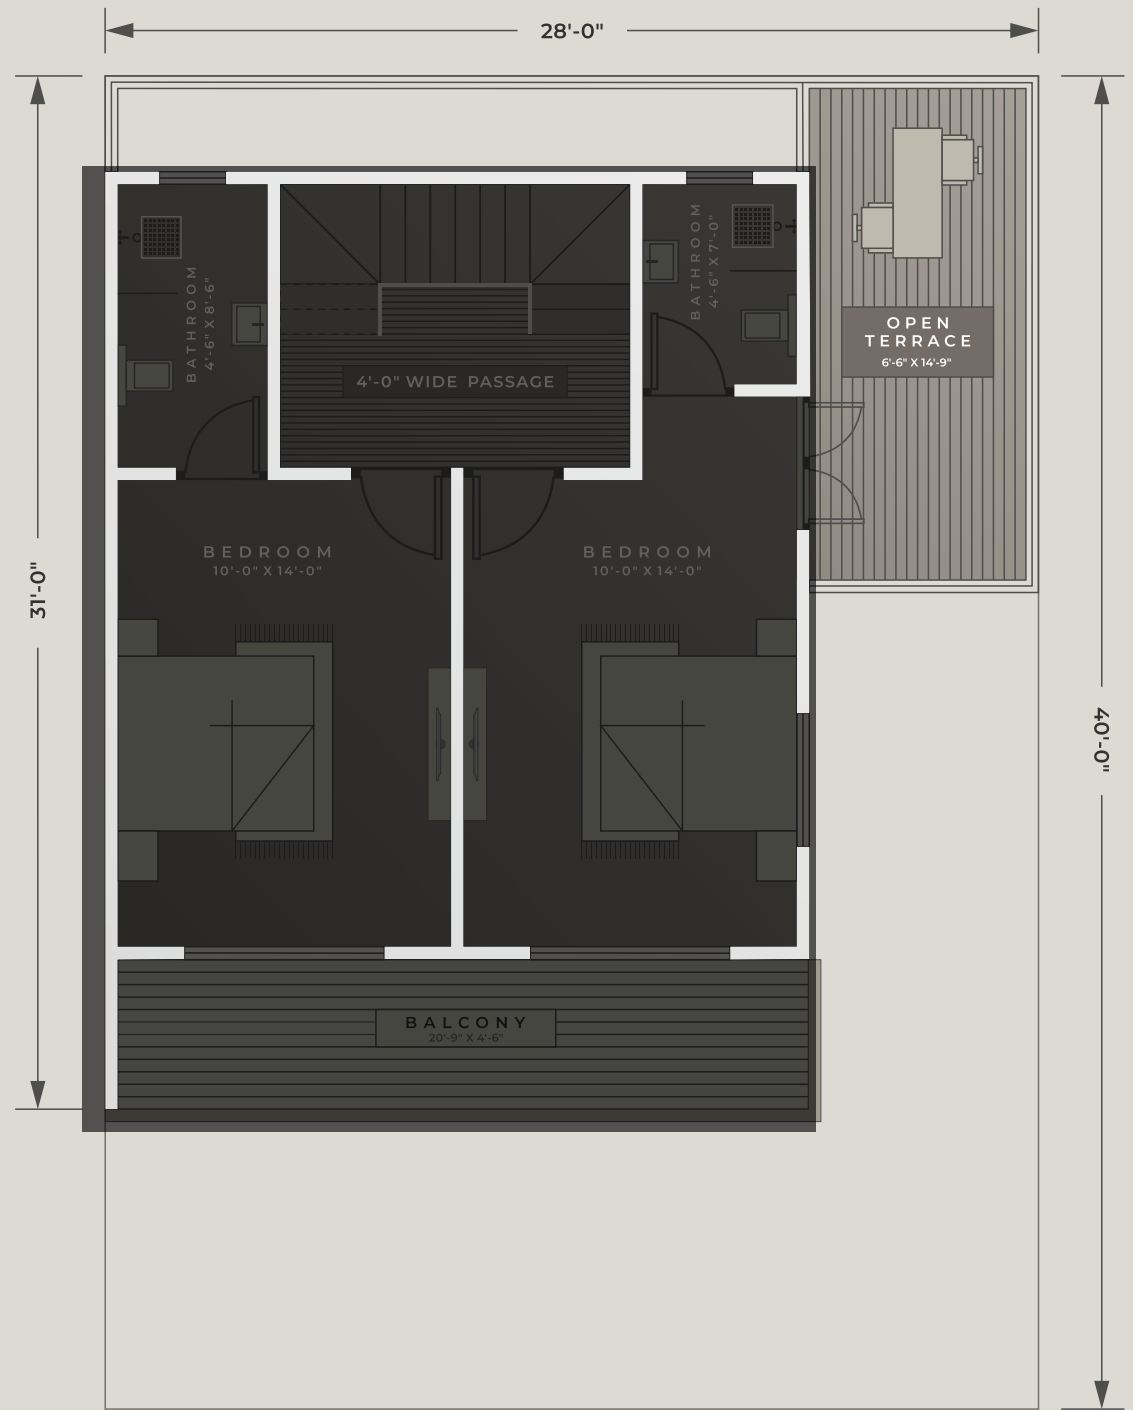 28'-0"
BATHROOM
4'-6" X 8'-6"
BATHROOM
4'-6" X 7'-0"
OPEN
TERRACE
6'-6" X 14'-9"
4'-0" WIDE PASSAGE
BEDROOM
10'-0" X 14'-0"
BEDROOM
10'-0" X 14'-0"
31'-0"
40'-0"
BALCONY
20'-9" X 4'-6"